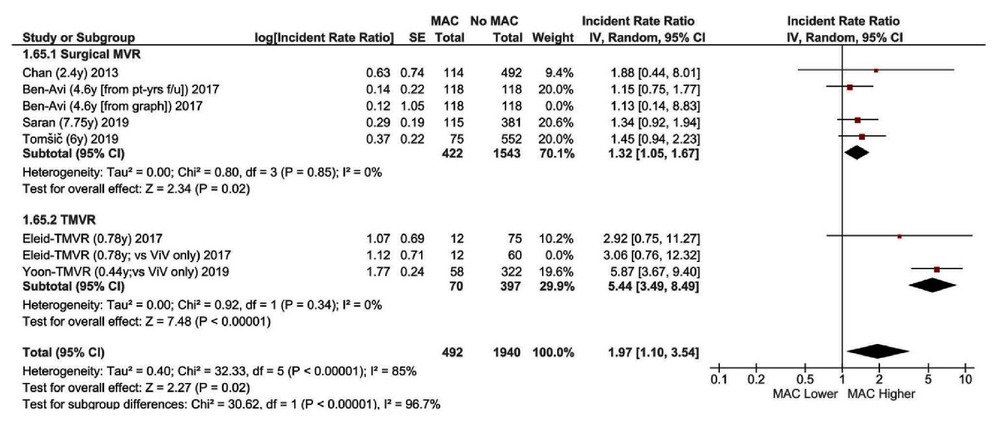 MAC No MAC Incident Rate Ratio Incident Rate Ratio
Study or Subgroup log[Incident Rate Ratio] SE Total Total Weight IV, Random, 95% CI IV, Random, 95% CI
1.65.1 Surgical MVR
Chan (2.4y) 2013 0.63 0.74 114 492 9.4% 1.88 [0.44, 8.01]
Ben-Avi (4.6y [from pt-yrs f/u]) 2017 0.14 0.22 118 118 20.0% 1.15 [0.75, 1.77]
Ben-Avi (4.6y [from graph]) 2017 0.12 1.05 118 118 0.0% 1.13 [0.14, 8.83]
Saran (7.75y) 2019 0.29 0.19 115 381 20.6% 1.34 [0.92, 1.94]
Tomšič (6y) 2019 0.37 0.22 75 552 20.0% 1.45 [0.94, 2.23]
Subtotal (95% CI) 422 1543 70.1% 1.32 [1.05, 1.67]
Heterogeneity: Tau² = 0.00; Chi² = 0.80, df = 3 (P = 0.85); I² = 0%
Test for overall effect: Z = 2.34 (P = 0.02)
1.65.2 TMVR
Eleid-TMVR (0.78y) 2017 1.07 0.69 12 75 10.2% 2.92 [0.75, 11.27]
Eleid-TMVR (0.78y; vs ViV only) 2017 1.12 0.71 12 60 0.0% 3.06 [0.76, 12.32]
Yoon-TMVR (0.44y;vs ViV only) 2019 1.77 0.24 58 322 19.6% 5.87 [3.67, 9.40]
Subtotal (95% CI) 70 397 29.9% 5.44 [3.49, 8.49]
Heterogeneity: Tau² = 0.00; Chi² = 0.92, df = 1 (P = 0.34); I² = 0%
Test for overall effect: Z = 7.48 (P < 0.00001)
Total (95% CI) 492 1940 100.0% 1.97 [1.10, 3.54]
Heterogeneity: Tau² = 0.40; Chi² = 32.33, df = 5 (P < 0.00001); I² = 85%
Test for overall effect: Z = 2.27 (P = 0.02)
Test for subgroup differences: Chi² = 30.62, df = 1 (P < 0.00001), I² = 96.7%
0.1 0.2 0.5 1 2 5 10
MAC Lower MAC Higher